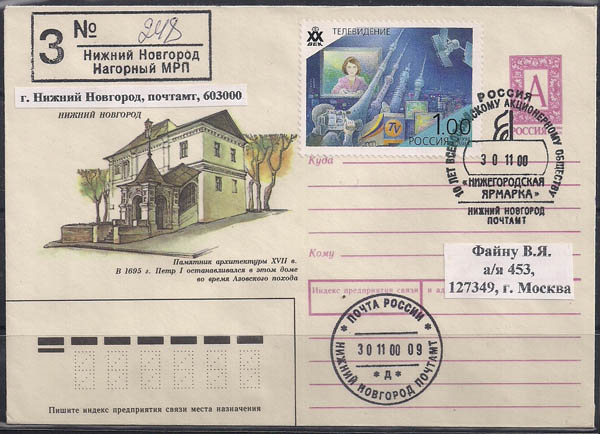 З № 248
Нижний Новгород
Нагорный МРП
г. Нижний Новгород, почтамт, 603000
НИЖНИЙ НОВГОРОД
Памятник архитектуры XVII в.
В 1695 г. Петр I останавливался в этом доме
во время Азовского похода
Пишите индекс предприятия связи места назначения
XX
ВЕК
ТЕЛЕВИДЕНИЕ
TV
1.00
РОССИЯ
А
РОССИЯ
Куда
Кому
Индекс предприятия связи и
РОССИЯ
10 ЛЕТ ВСЕРОССИЙСКОМУ АКЦИОНЕРНОМУ ОБЩЕСТВУ
30 11 00
«НИЖЕГОРОДСКАЯ
ЯРМАРКА»
НИЖНИЙ НОВГОРОД
ПОЧТАМТ
Файну В.Я.
а/я 453,
127349, г. Москва
ПОЧТА РОССИИ
30 11 00 09
* Д *
НИЖНИЙ НОВГОРОД ПОЧТАМТ